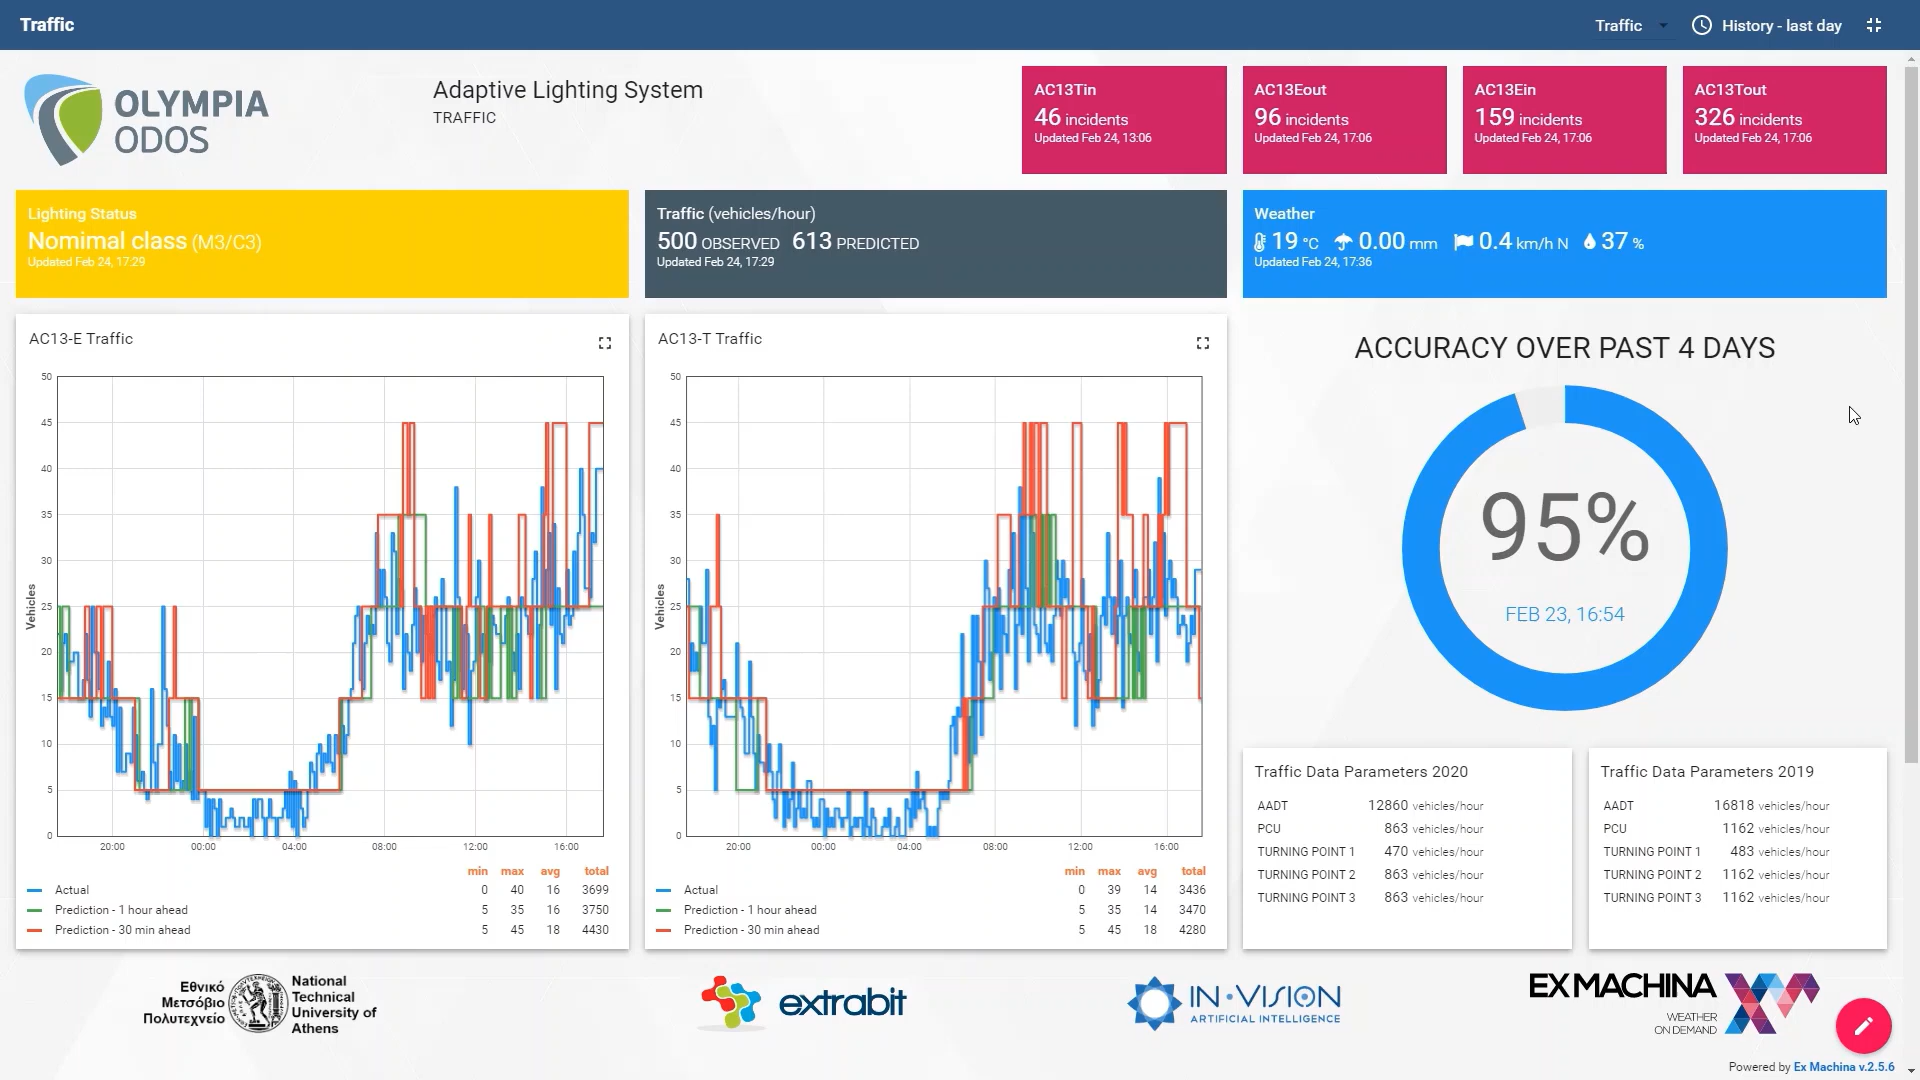 Traffic
Traffic
History - last day
OLYMPIA
ODOS
Adaptive Lighting System
TRAFFIC
AC13Tin
46 incidents
Updated Feb 24, 13:06
AC13Eout
96 incidents
Updated Feb 24, 17:06
AC13Ein
159 incidents
Updated Feb 24, 17:06
AC13Tout
326 incidents
Updated Feb 24, 17:06
Lighting Status
Nomimal class (M3/C3)
Updated Feb 24, 17:29
Traffic (vehicles/hour)
500 OBSERVED 613 PREDICTED
Updated Feb 24, 17:29
Weather
19 °C 0.00 mm 0.4 km/h N 37 %
Updated Feb 24, 17:36
AC13-E Traffic
50
45
40
35
30
25
20
15
10
5
0
Vehicles
20:00 00:00 04:00 08:00 12:00 16:00
min max avg total
Actual 0 40 16 3699
Prediction - 1 hour ahead 5 35 16 3750
Prediction - 30 min ahead 5 45 18 4430
AC13-T Traffic
50
45
40
35
30
25
20
15
10
5
0
Vehicles
20:00 00:00 04:00 08:00 12:00 16:00
min max avg total
Actual 0 39 14 3436
Prediction - 1 hour ahead 5 35 14 3470
Prediction - 30 min ahead 5 45 18 4280
ACCURACY OVER PAST 4 DAYS
95%
FEB 23, 16:54
Traffic Data Parameters 2020
AADT 12860 vehicles/hour
PCU 863 vehicles/hour
TURNING POINT 1 470 vehicles/hour
TURNING POINT 2 863 vehicles/hour
TURNING POINT 3 863 vehicles/hour
Traffic Data Parameters 2019
AADT 16818 vehicles/hour
PCU 1162 vehicles/hour
TURNING POINT 1 483 vehicles/hour
TURNING POINT 2 1162 vehicles/hour
TURNING POINT 3 1162 vehicles/hour
Εθνικό
Μετσόβιο
Πολυτεχνείο
National
Technical
University of
Athens
extrabit
IN·VISION
ARTIFICIAL INTELLIGENCE
EX MACHINA
WEATHER
ON DEMAND
Powered by Ex Machina v.2.5.6